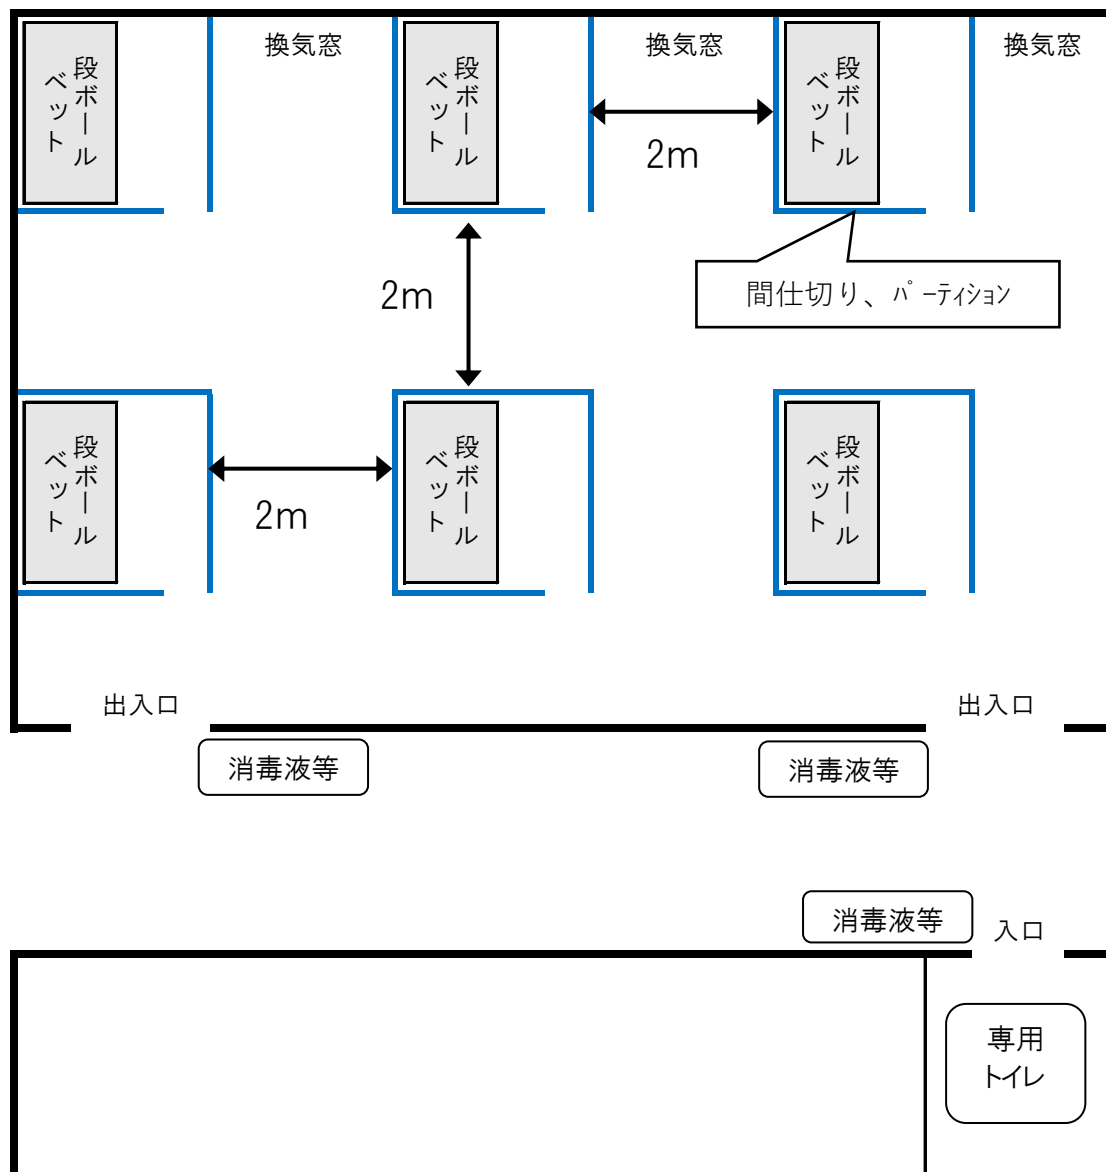 換気窓
換気窓
換気窓
段ボール
ベット
段ボール
ベット
段ボール
ベット
2m
2m
間仕切り、ﾊﾟｰﾃｨｼｮﾝ
段ボール
ベット
段ボール
ベット
段ボール
ベット
2m
出入口
出入口
消毒液等
消毒液等
消毒液等
入口
専用
トイレ